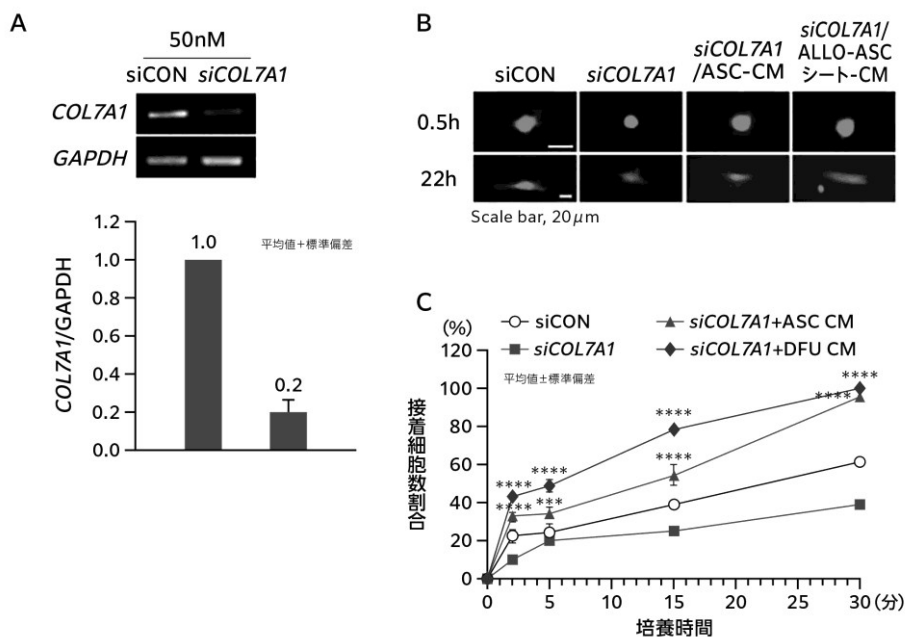 A
50nM
siCON siCOL7A1
COL7A1
GAPDH
COL7A1/GAPDH
1.2
1.0
0.8
0.6
0.4
0.2
0.0
1.0
0.2
平均値+標準偏差
B
siCON
siCOL7A1
siCOL7A1
/ASC-CM
siCOL7A1/
ALLO-ASC
シート-CM
0.5h
22h
Scale bar, 20μm
C
(%)
siCON
siCOL7A1
siCOL7A1+ASC CM
siCOL7A1+DFU CM
平均値±標準偏差
接着細胞数割合
120
100
80
60
40
20
0
****
****
****
***
****
****
****
****
0 5 10 15 20 25 30(分)
培養時間